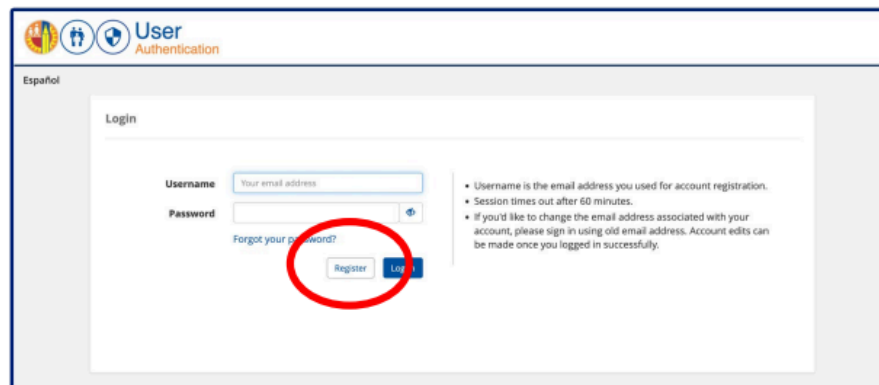 User
Authentication
Español
Login
Username
Your email address
Password
Forgot your password?
Register
Login
• Username is the email address you used for account registration.
• Session times out after 60 minutes.
• If you'd like to change the email address associated with your
account, please sign in using old email address. Account edits can
be made once you logged in successfully.